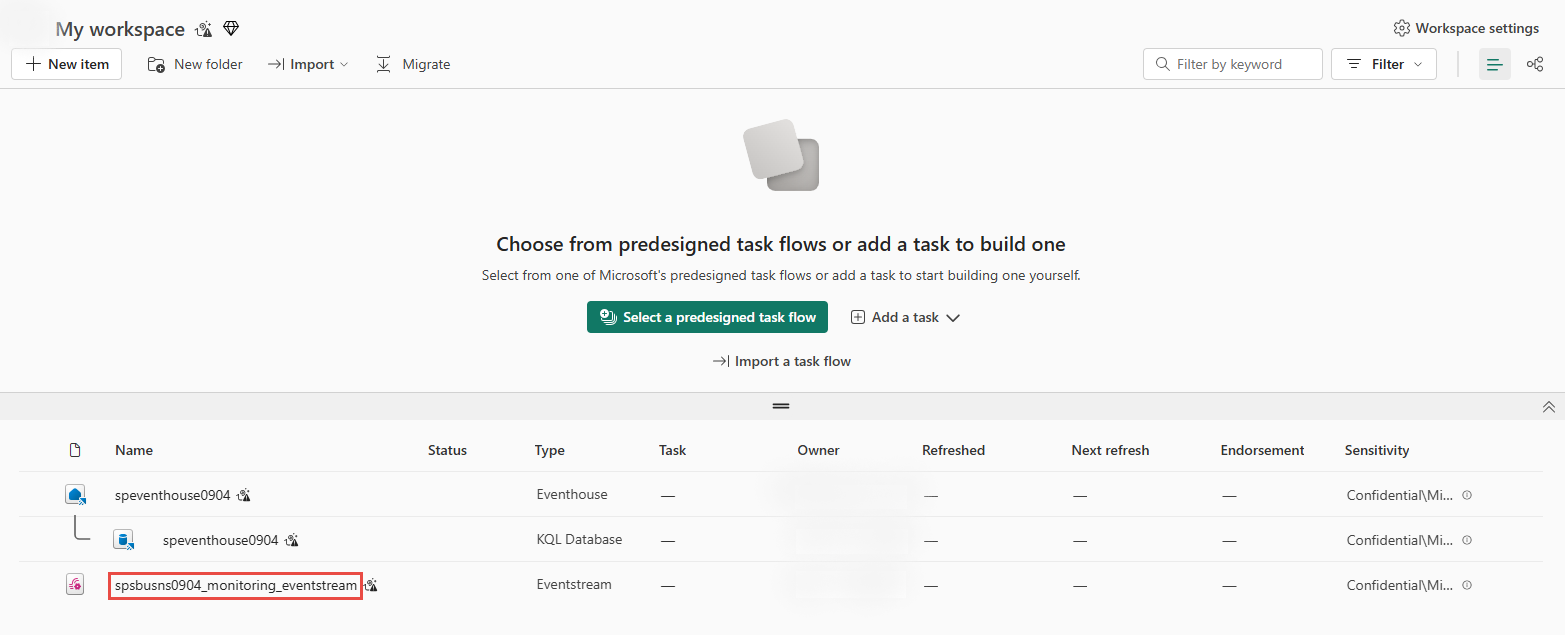 My workspace
Workspace settings
New item New folder Import Migrate Filter by keyword Filter
Choose from predesigned task flows or add a task to build one
Select from one of Microsoft's predesigned task flows or add a task to start building one yourself.
Select a predesigned task flow Add a task
Import a task flow
Name Status Type Task Owner Refreshed Next refresh Endorsement Sensitivity
speventhouse0904 Eventhouse — — — — Confidential\Mi...
speventhouse0904 KQL Database — — — — Confidential\Mi...
spsbusns0904_monitoring_eventstream Eventstream — — — — Confidential\Mi...